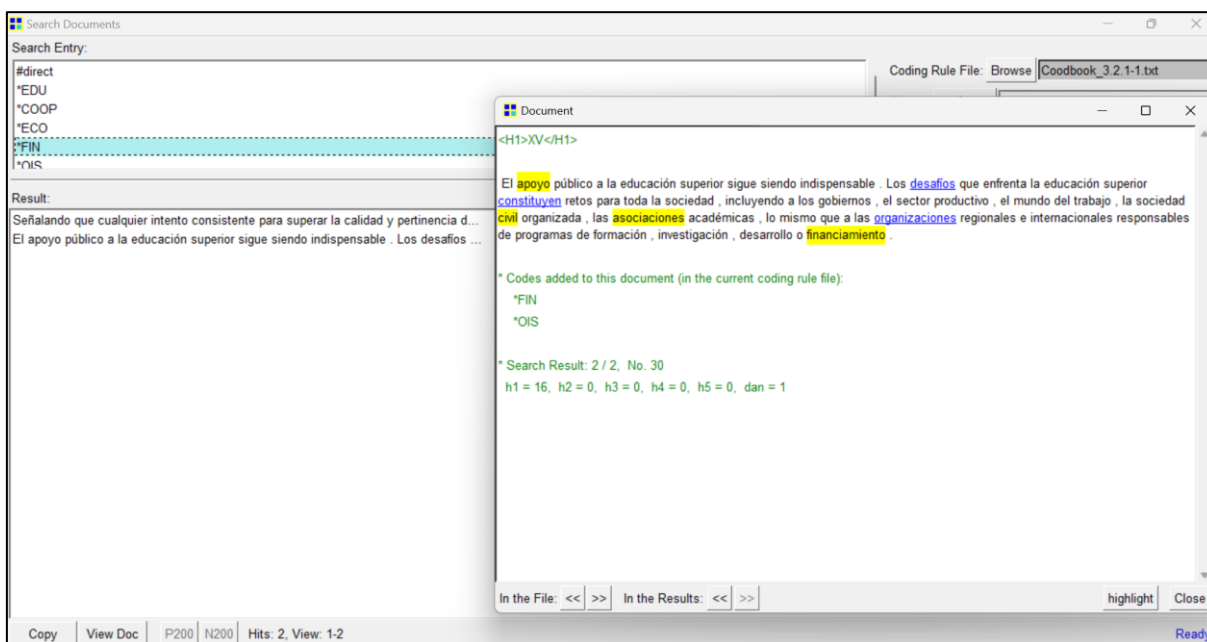 Search Documents
Search Entry:
#direct
*EDU
*COOP
*ECO
*FIN
*OIS
Coding Rule File: Browse Coodbook_3.2.1-1.txt
Result:
Señalando que cualquier intento consistente para superar la calidad y pertinencia d...
El apoyo público a la educación superior sigue siendo indispensable . Los desafíos ...
Document
<H1>XV</H1>
El apoyo público a la educación superior sigue siendo indispensable . Los desafíos que enfrenta la educación superior
constituyen retos para toda la sociedad , incluyendo a los gobiernos , el sector productivo , el mundo del trabajo , la sociedad
civil organizada , las asociaciones académicas , lo mismo que a las organizaciones regionales e internacionales responsables
de programas de formación , investigación , desarrollo o financiamiento .
* Codes added to this document (in the current coding rule file):
*FIN
*OIS
* Search Result: 2 / 2, No. 30
h1 = 16, h2 = 0, h3 = 0, h4 = 0, h5 = 0, dan = 1
In the File: << >> In the Results: << >> highlight Close
Copy View Doc P200 N200 Hits: 2, View: 1-2 Ready